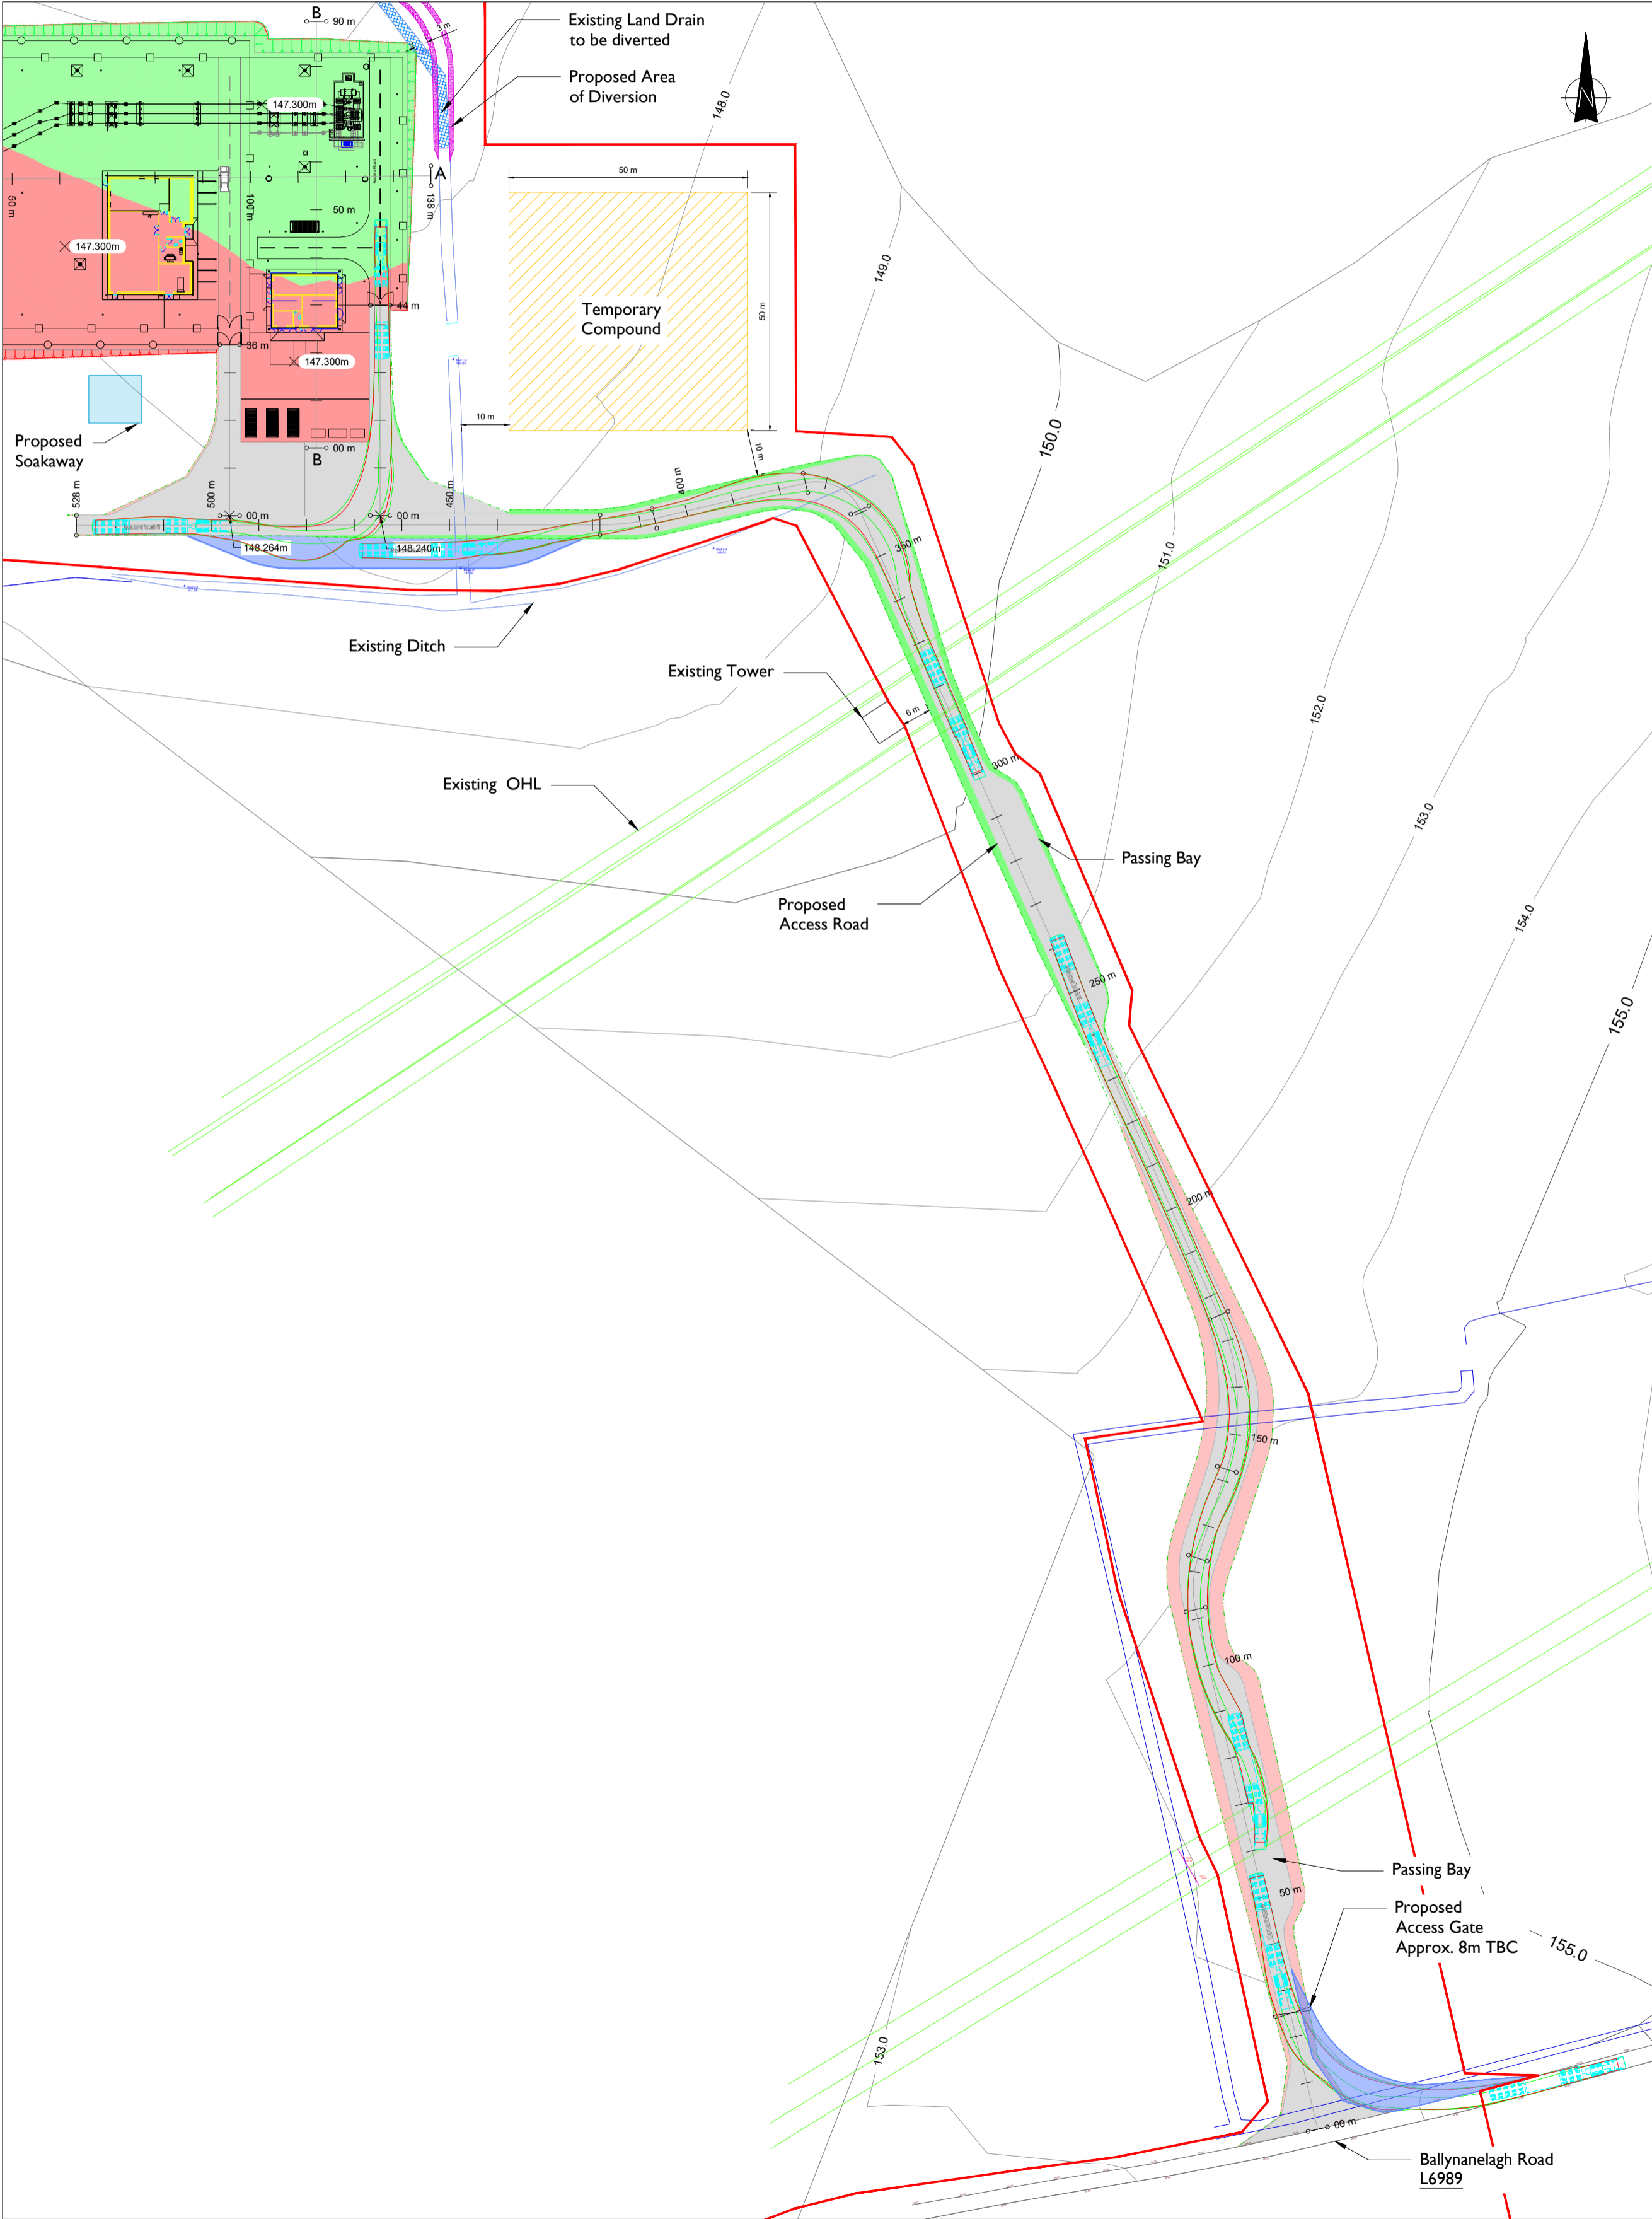 B
90 m
3 m
Existing Land Drain
to be diverted
Proposed Area
of Diversion
N
148.0
147.300m
Access Road
A
138 m
50 m
50 m
100 m
50 m
149.0
147.300m
44 m
Temporary
Compound
50 m
36 m
147.300m
10 m
10 m
Proposed
Soakaway
00 m
B
150.0
528 m
500 m
450 m
400m
00 m
00 m
148.264m
148.240m
350 m
151.0
Existing Ditch
Existing Tower
6 m
152.0
300 m
Existing OHL
153.0
Passing Bay
Proposed
Access Road
154.0
250 m
155.0
200 m
150 m
100 m
Passing Bay
50 m
Proposed
Access Gate
Approx. 8m TBC
155.0
153.0
00 m
Ballynanelagh Road
L6989